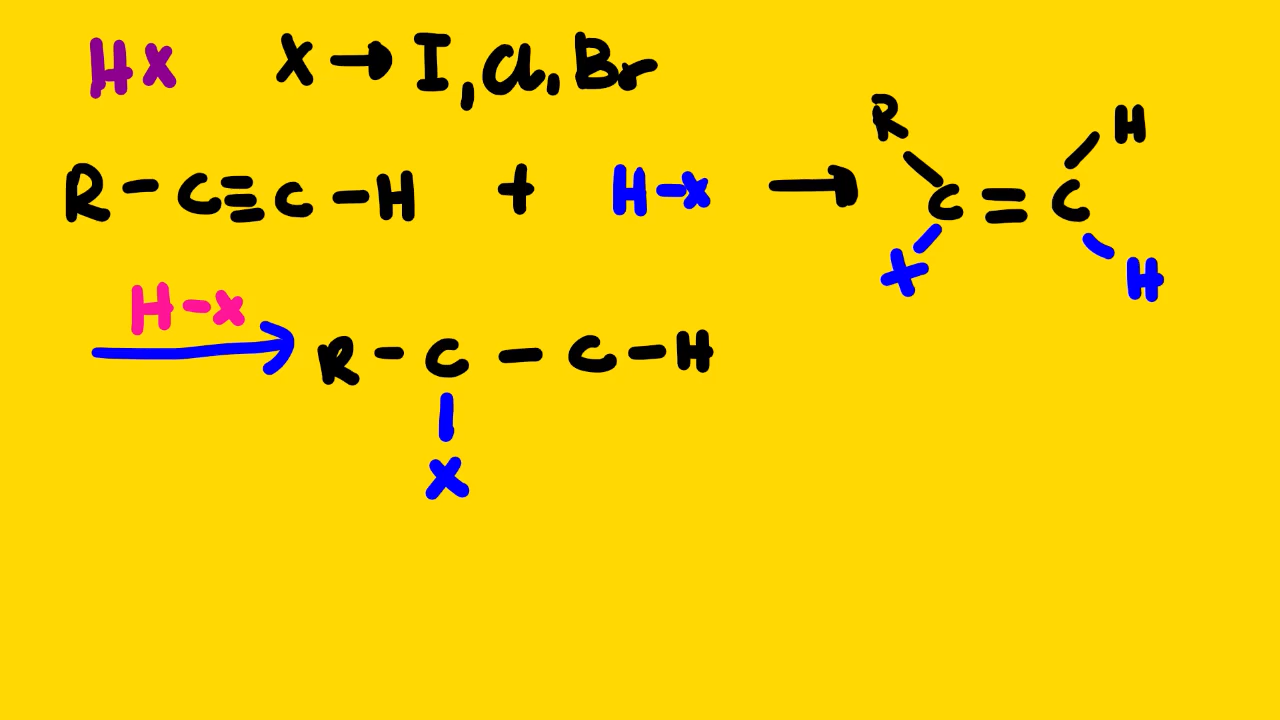 HX X → I, Cl, Br
R - C ≡ C - H + H-X → R X C = C H H
H-X → R - C - C - H
X